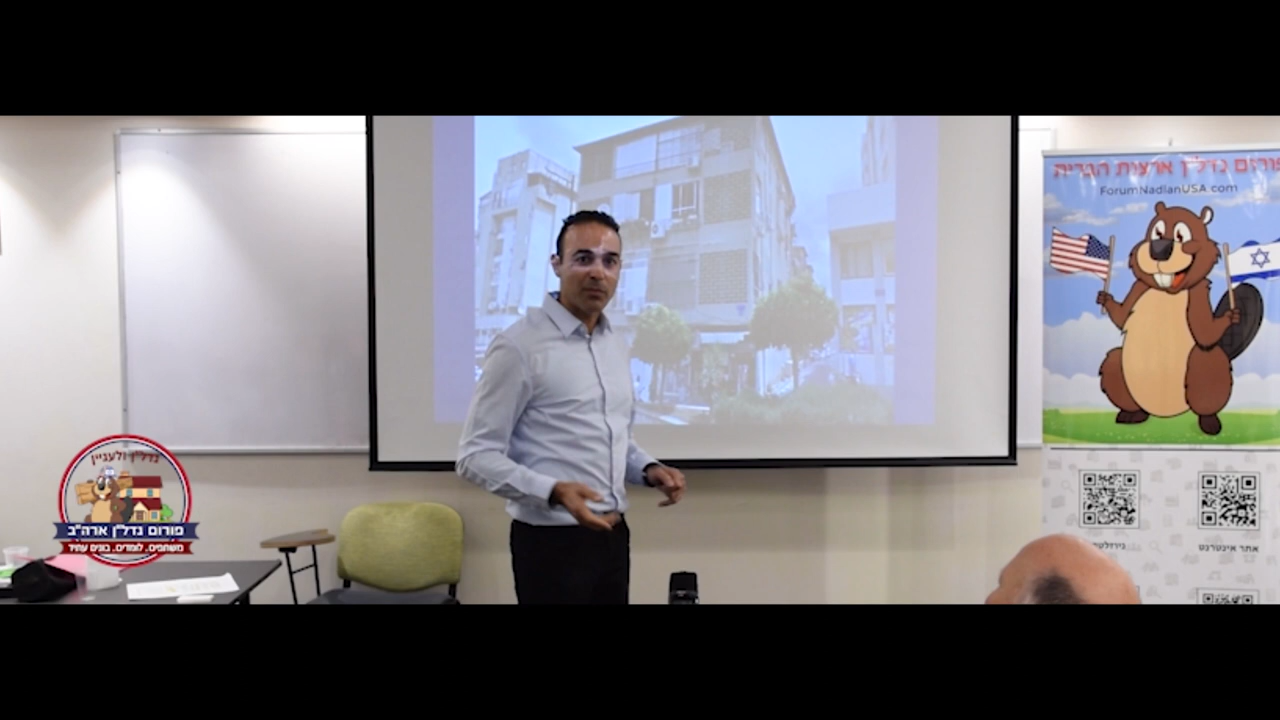 פורום נדל"ן ארצות הברית
ForumNadlanUSA.com
נדל"ן ולעניין
פורום נדל"ן ארה"ב
משתפים. לומדים. בונים עתיד
אתר אינטרנט